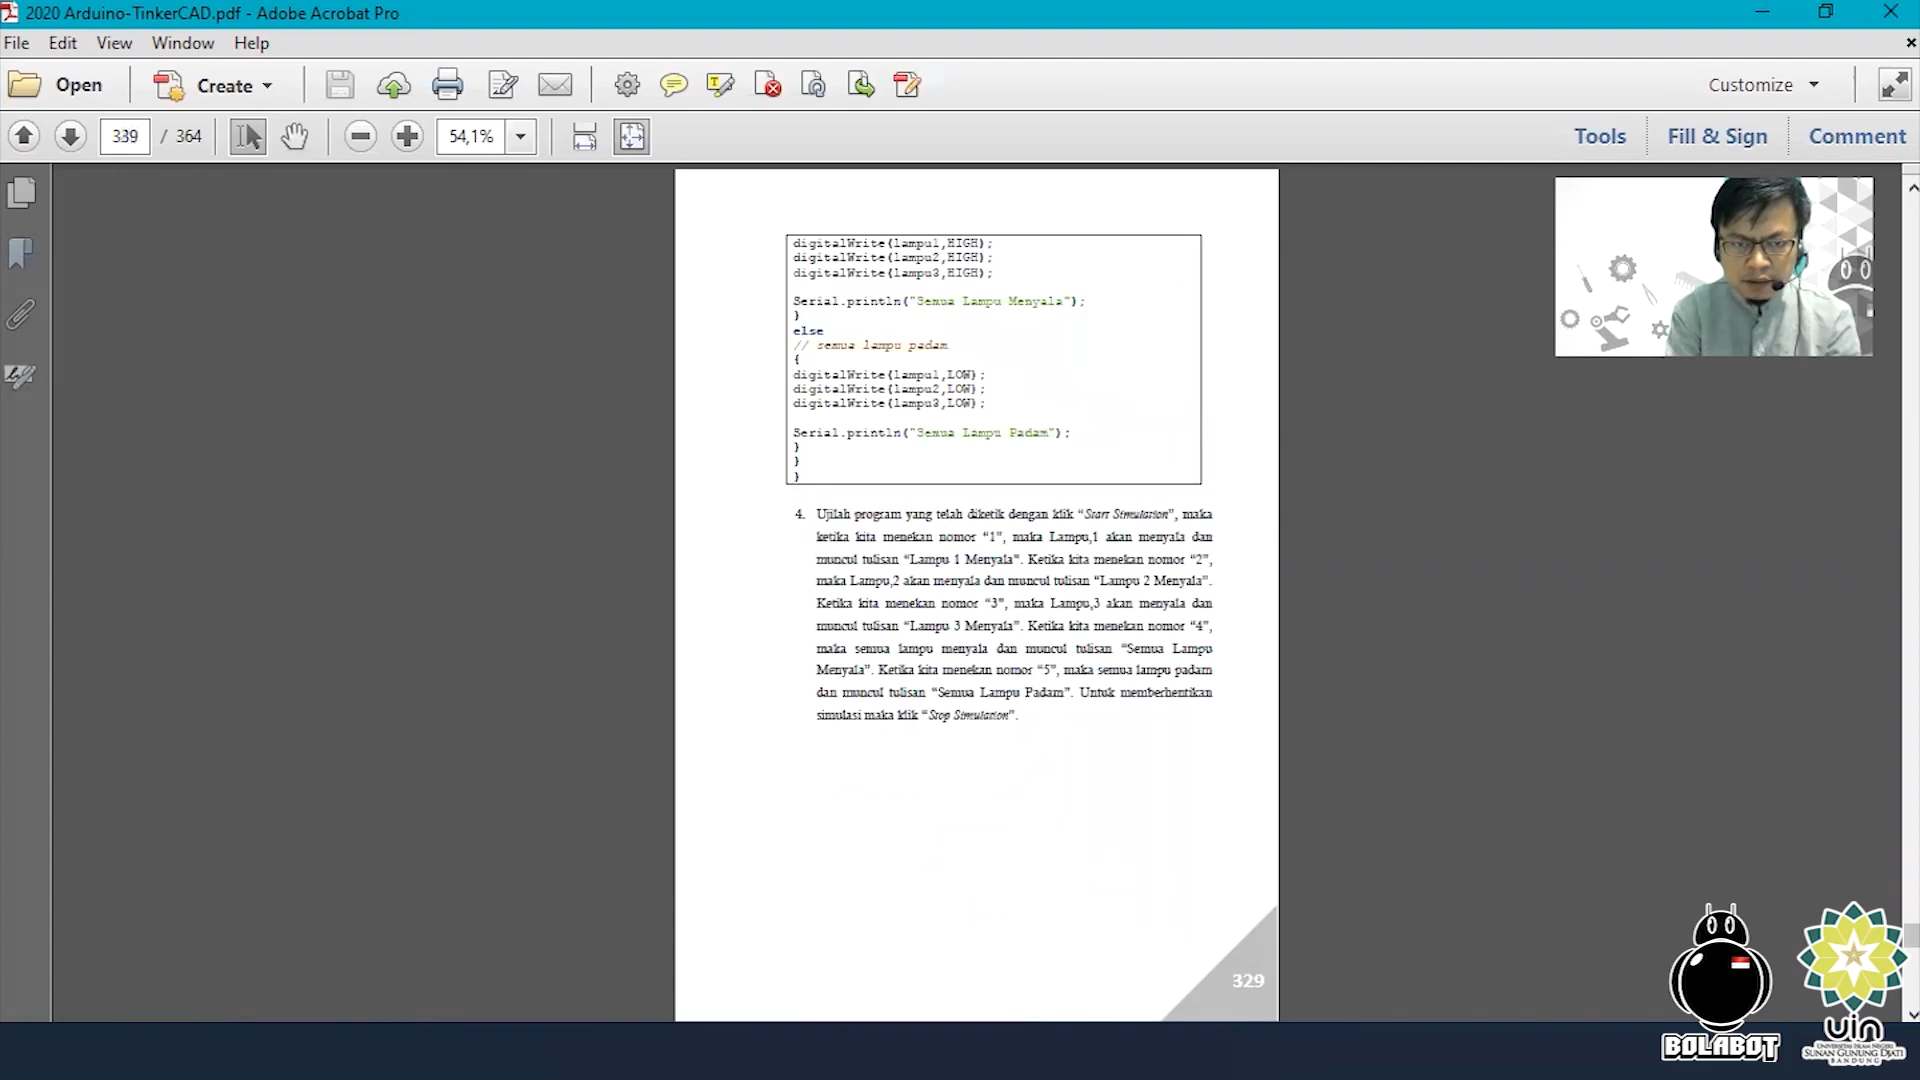 2020 Arduino-TinkerCAD.pdf - Adobe Acrobat Pro
File Edit View Window Help
Open Create Customize
339 / 364 54,1% Tools Fill & Sign Comment
digitalWrite(lampu1,HIGH);
digitalWrite(lampu2,HIGH);
digitalWrite(lampu3,HIGH);
Serial.println("Semua Lampu Menyala");
}
else
// semua lampu padam
{
digitalWrite(lampu1,LOW);
digitalWrite(lampu2,LOW);
digitalWrite(lampu3,LOW);
Serial.println("Semua Lampu Padam");
}
}
}
4. Ujilah program yang telah diketik dengan klik “Start Simulation”, maka
ketika kita menekan nomor “1”, maka Lampu,1 akan menyala dan
muncul tulisan “Lampu 1 Menyala”. Ketika kita menekan nomor “2”,
maka Lampu,2 akan menyala dan muncul tulisan “Lampu 2 Menyala”.
Ketika kita menekan nomor “3”, maka Lampu,3 akan menyala dan
muncul tulisan “Lampu 3 Menyala”. Ketika kita menekan nomor “4”,
maka semua lampu menyala dan muncul tulisan “Semua Lampu
Menyala”. Ketika kita menekan nomor “5”, maka semua lampu padam
dan muncul tulisan “Semua Lampu Padam”. Untuk memberhentikan
simulasi maka klik “Stop Simulation”.
329
BOLABOT
uin
UNIVERSITAS ISLAM NEGERI
SUNAN GUNUNG DJATI
BANDUNG